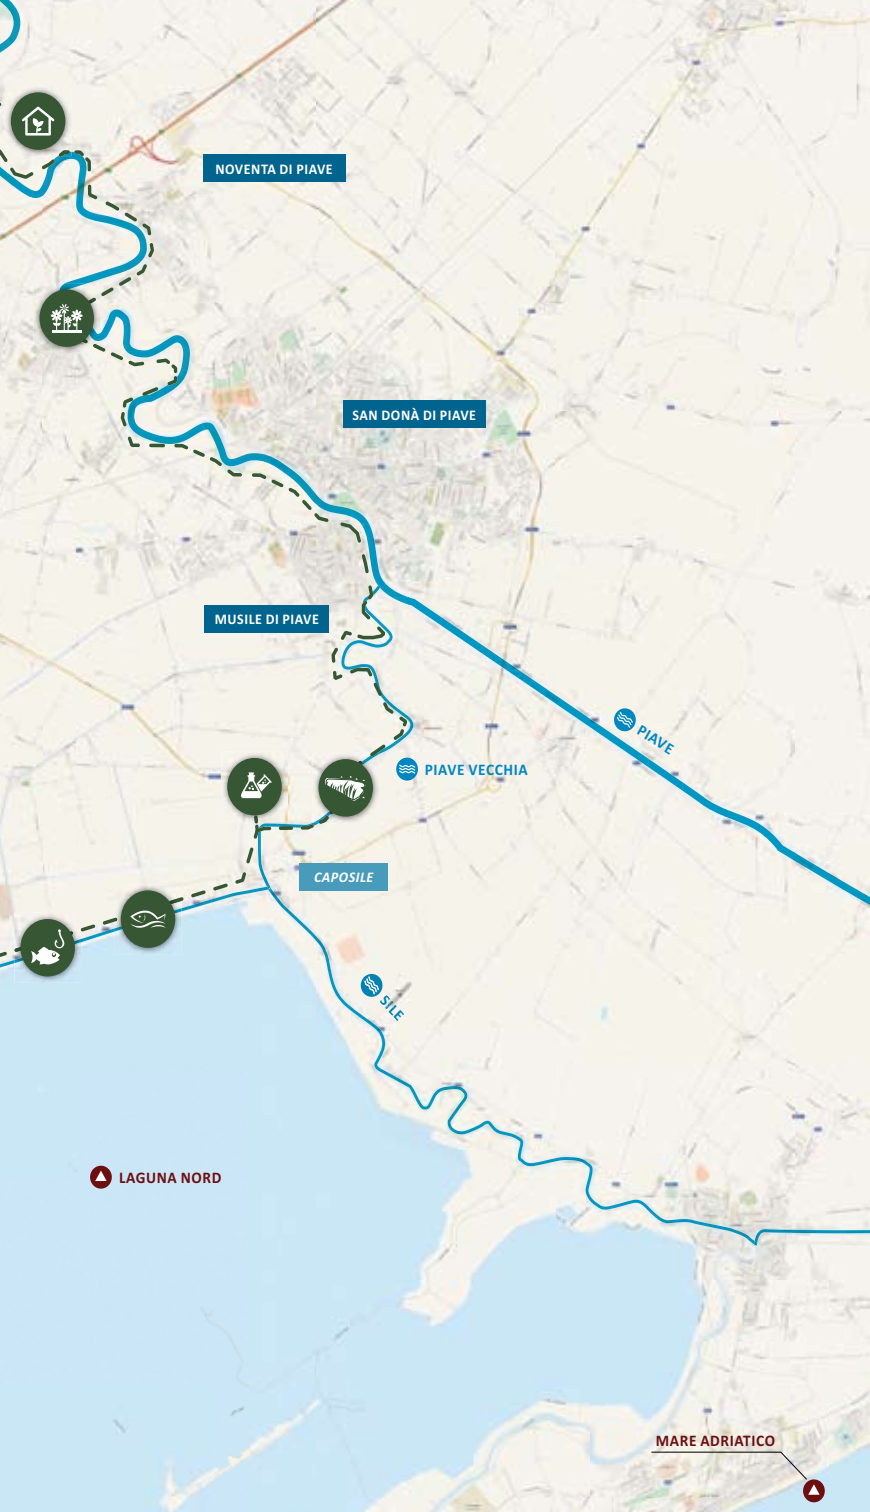 NOVENTA DI PIAVE
SAN DONÀ DI PIAVE
MUSILE DI PIAVE
PIAVE
PIAVE VECCHIA
CAPOSILE
SILE
LAGUNA NORD
MARE ADRIATICO